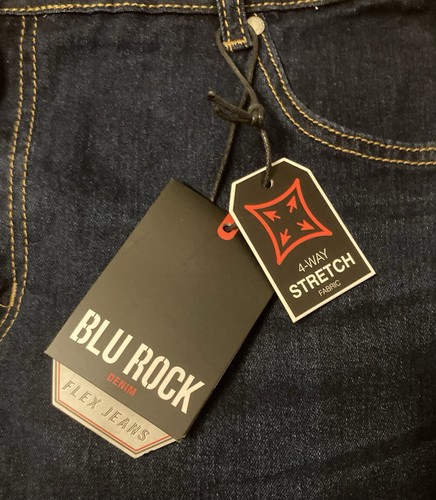 BLU ROCK
DENIM
FLEX JEANS
4-WAY
STRETCH
FABRIC